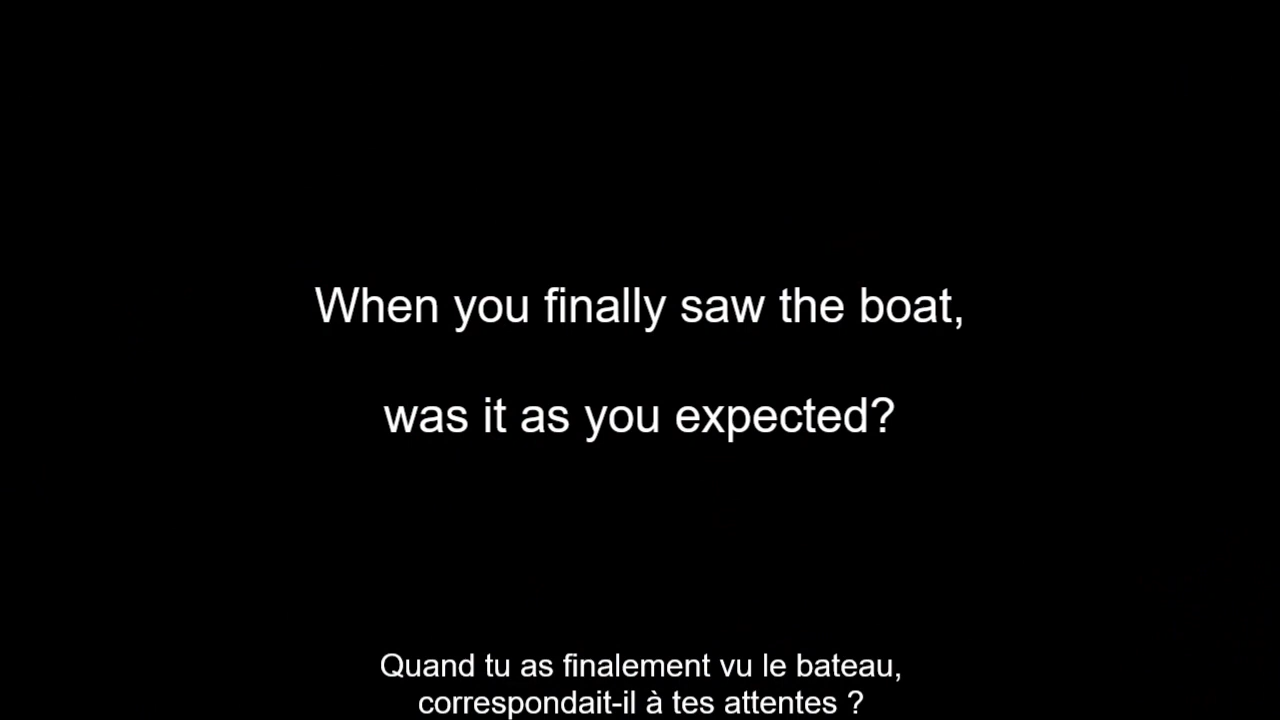 When you finally saw the boat,
was it as you expected?
Quand tu as finalement vu le bateau,
correspondait-il à tes attentes ?